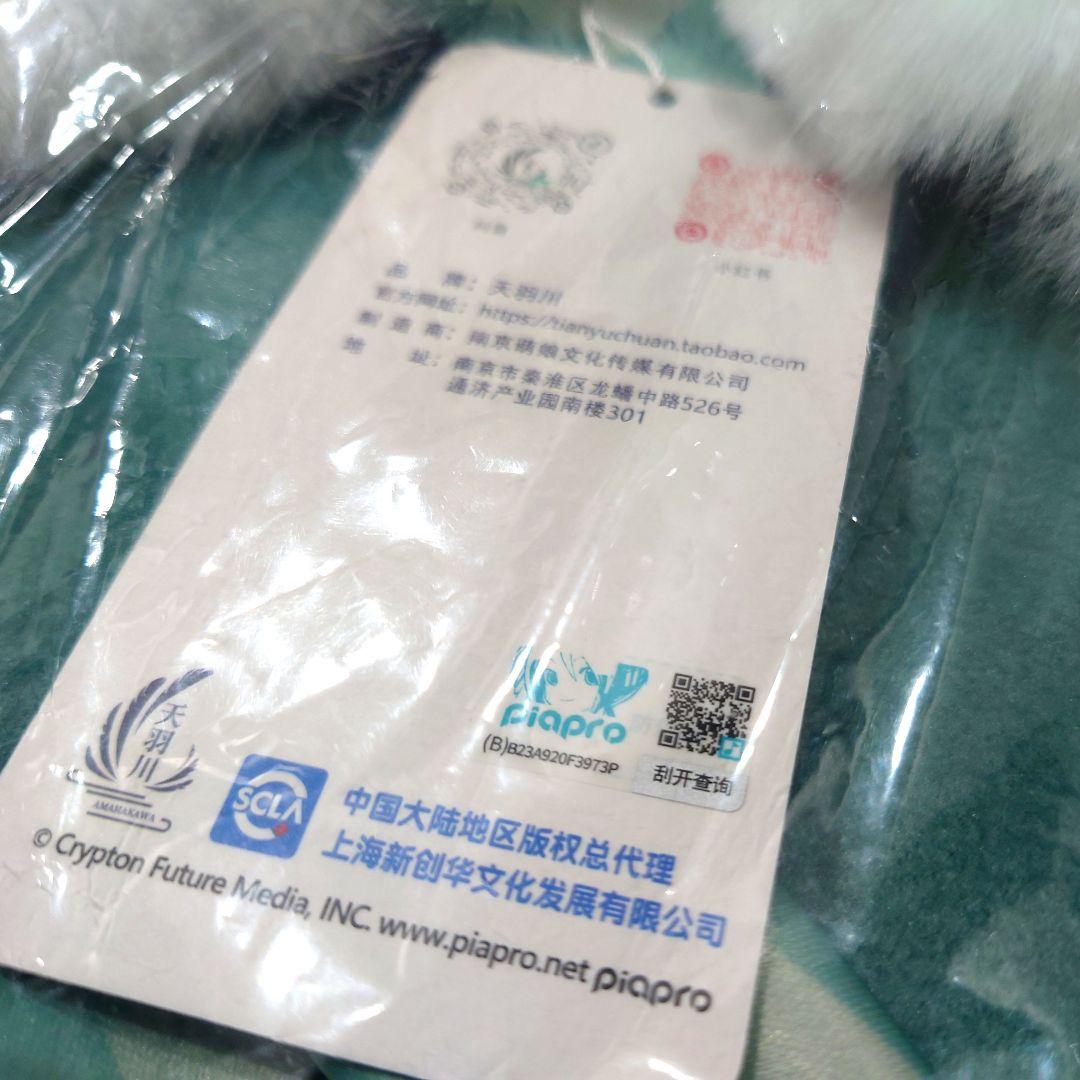 小红书
品 牌：天羽川
官方网址：https://tianyuchuan.taobao.com
制 造 商：南京萌娘文化传媒有限公司
地 址：南京市秦淮区龙蟠中路526号
通济产业园南楼301
piapro
(B)B23A920F3973P
刮开查询
天羽川
AMAHAKAWA
SCLA
中国大陆地区版权总代理
上海新创华文化发展有限公司
© Crypton Future Media, INC. www.piapro.net piapro